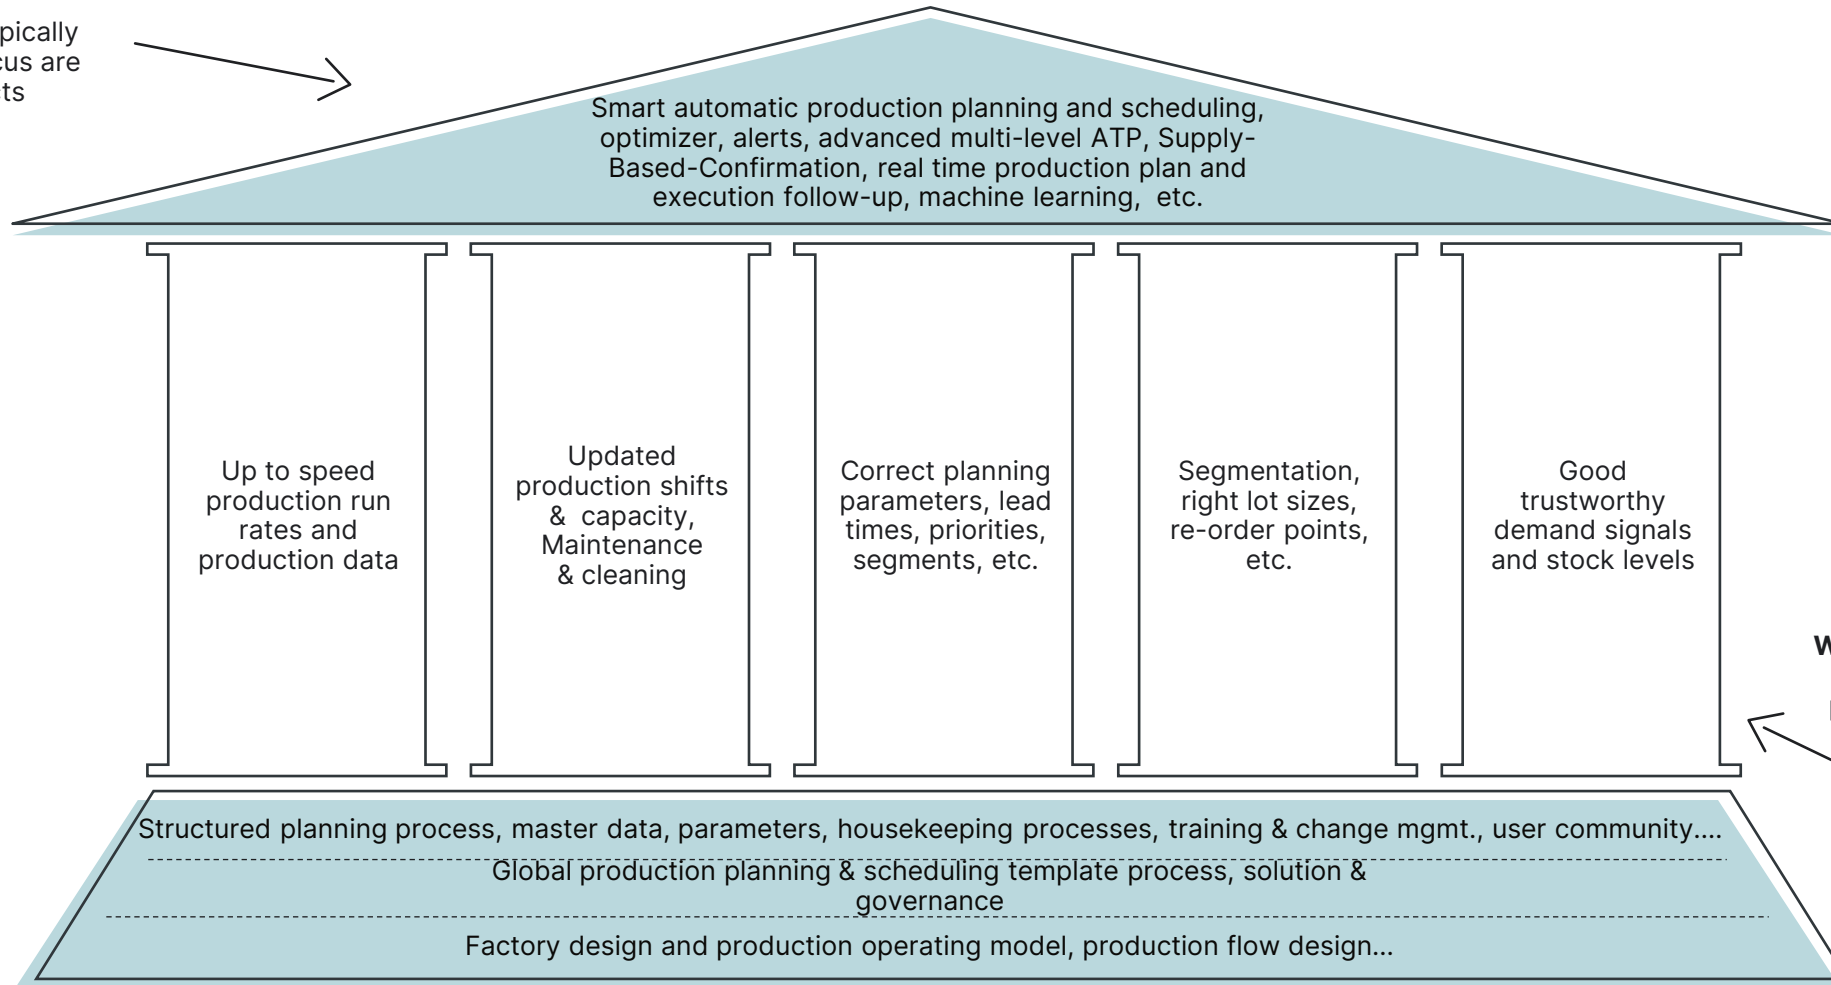 are
Smart automatic production planning and scheduling,
optimizer, alerts, advanced multi-level ATP, Supply-
Based-Confirmation, real time production plan and
execution follow-up, machine learning, etc.
Up to speed
production run
rates and
production data
Updated
production shifts
& capacity,
Maintenance
& cleaning
Correct planning
parameters, lead
times, priorities,
segments, etc.
Segmentation,
right lot sizes,
re-order points,
etc.
Good
trustworthy
demand signals
and stock levels
Structured planning process, master data, parameters, housekeeping processes, training & change mgmt., user community....
Global production planning & scheduling template process, solution &
governance
Factory design and production operating model, production flow design...